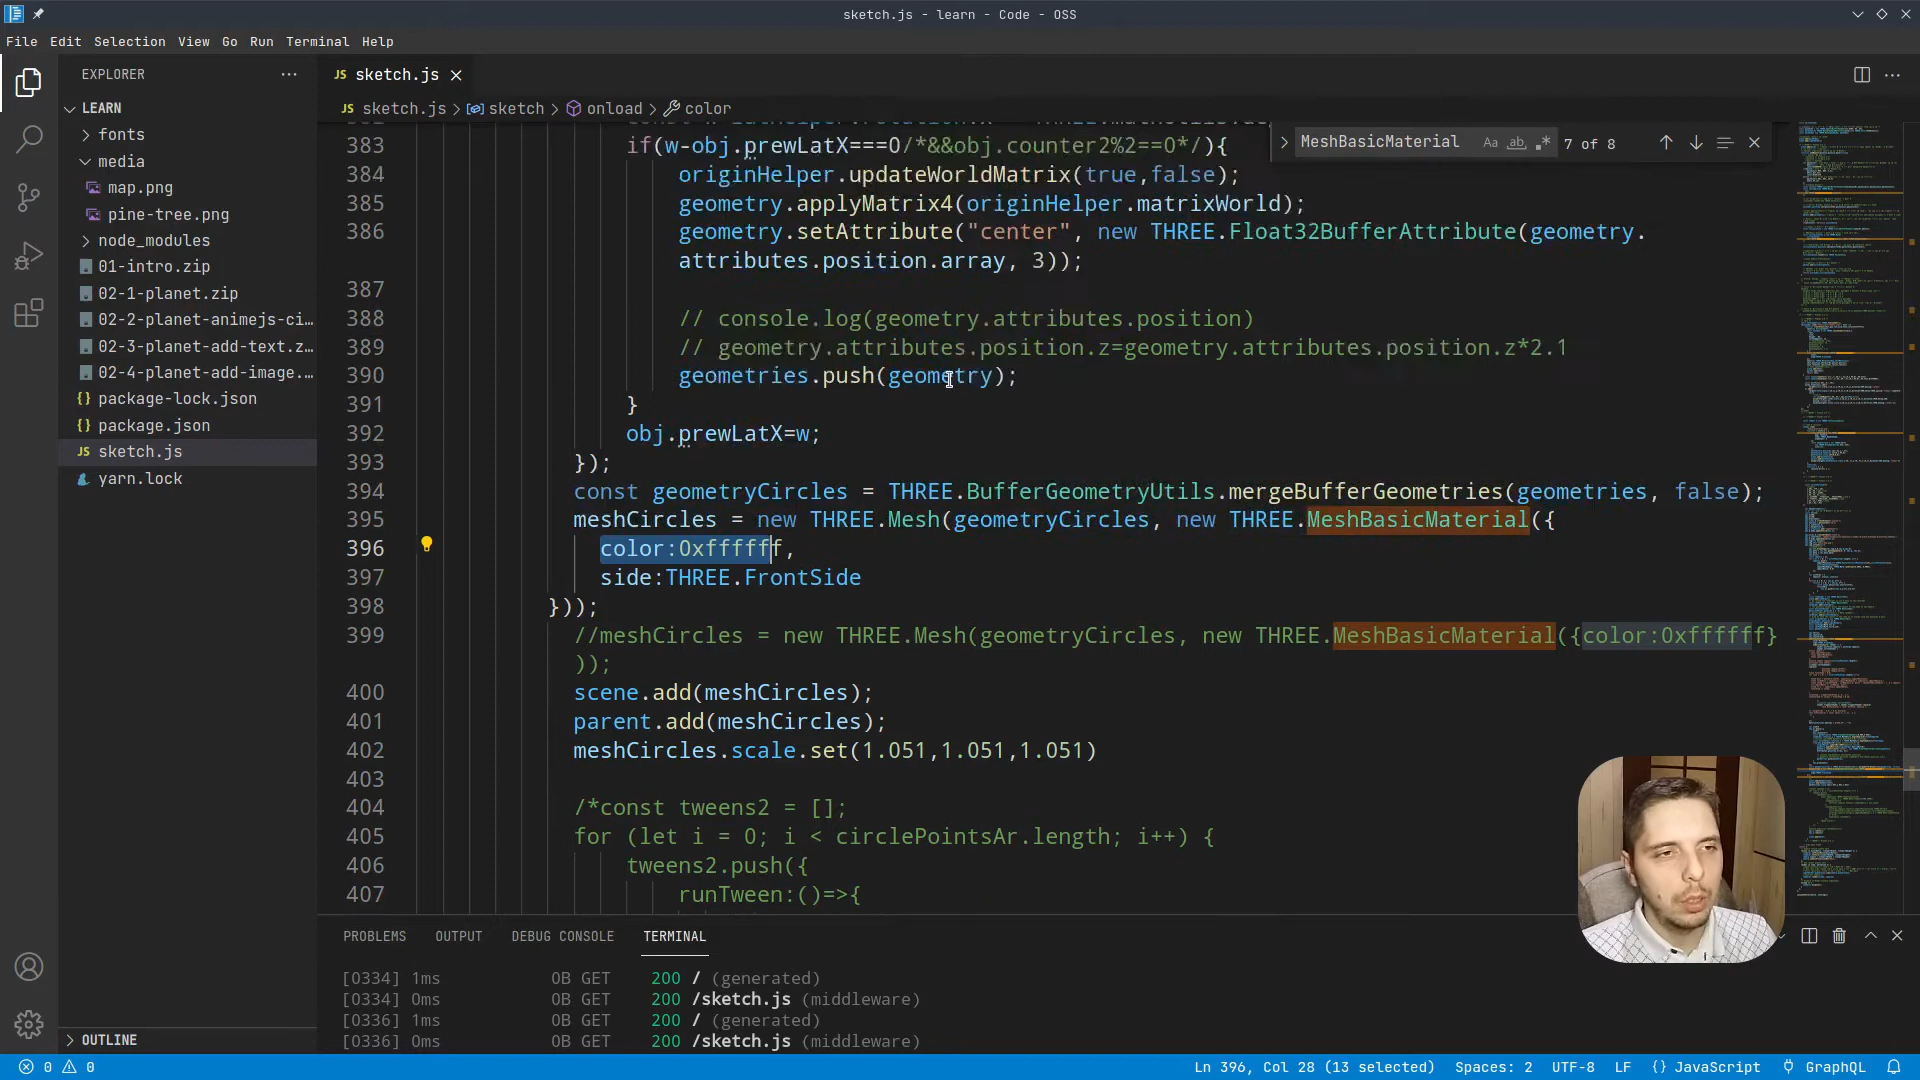 sketch.js - learn - Code - OSS
File Edit Selection View Go Run Terminal Help
EXPLORER
JS sketch.js
LEARN
JS sketch.js > sketch > onload > color
fonts
media
map.png
pine-tree.png
node_modules
01-intro.zip
02-1-planet.zip
02-2-planet-animejs-ci...
02-3-planet-add-text.z...
02-4-planet-add-image....
{} package-lock.json
{} package.json
JS sketch.js
yarn.lock
OUTLINE
MeshBasicMaterial Aa ab .* 7 of 8
383 if(w-obj.prewLatX===0/*&&obj.counter2%2==0*/){
384 originHelper.updateWorldMatrix(true,false);
385 geometry.applyMatrix4(originHelper.matrixWorld);
386 geometry.setAttribute("center", new THREE.Float32BufferAttribute(geometry.
attributes.position.array, 3));
387
388 // console.log(geometry.attributes.position)
389 // geometry.attributes.position.z=geometry.attributes.position.z*2.1
390 geometries.push(geometry);
391 }
392 obj.prewLatX=w;
393 });
394 const geometryCircles = THREE.BufferGeometryUtils.mergeBufferGeometries(geometries, false);
395 meshCircles = new THREE.Mesh(geometryCircles, new THREE.MeshBasicMaterial({
396 color:0xffffff,
397 side:THREE.FrontSide
398 }));
399 //meshCircles = new THREE.Mesh(geometryCircles, new THREE.MeshBasicMaterial({color:0xffffff}
));
400 scene.add(meshCircles);
401 parent.add(meshCircles);
402 meshCircles.scale.set(1.051,1.051,1.051)
403
404 /*const tweens2 = [];
405 for (let i = 0; i < circlePointsAr.length; i++) {
406 tweens2.push({
407 runTween:()=>{
PROBLEMS OUTPUT DEBUG CONSOLE TERMINAL
[0334] 1ms 0B GET 200 / (generated)
[0334] 0ms 0B GET 200 /sketch.js (middleware)
[0336] 1ms 0B GET 200 / (generated)
[0336] 0ms 0B GET 200 /sketch.js (middleware)
0 0 Ln 396, Col 28 (13 selected) Spaces: 2 UTF-8 LF {} JavaScript GraphQL